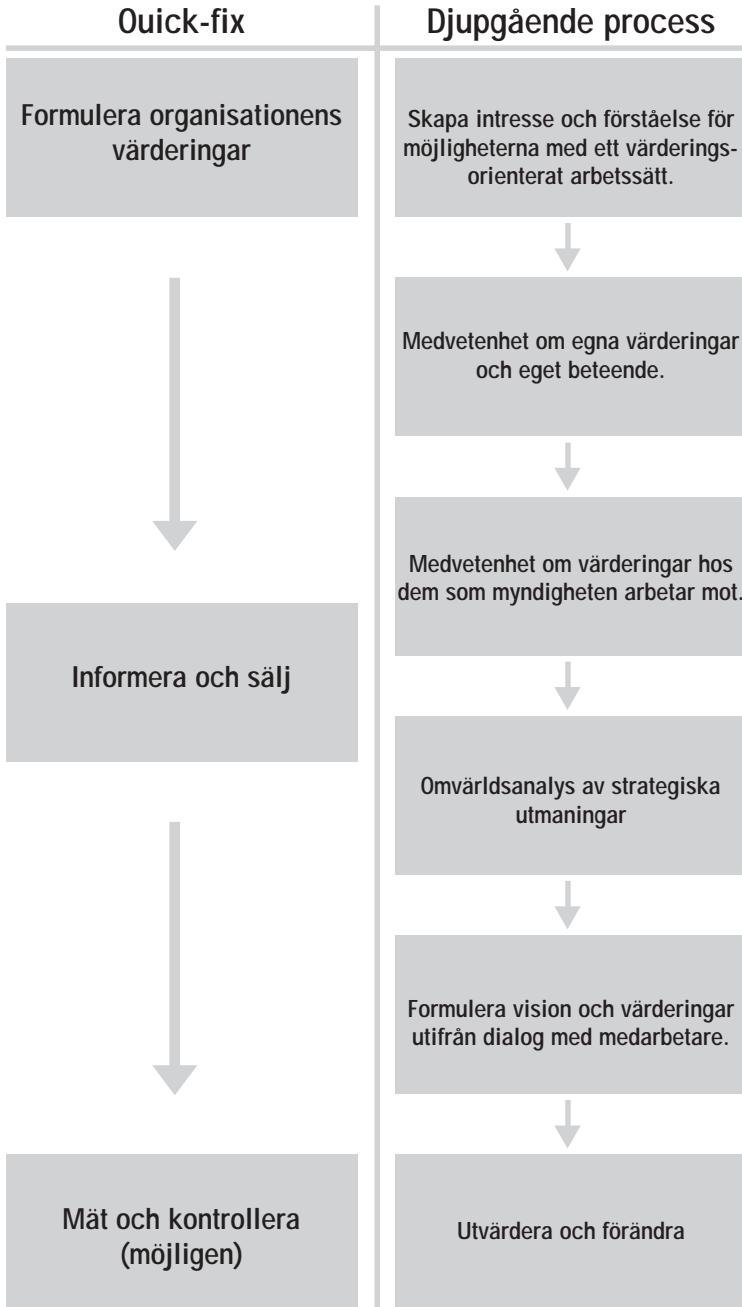 Ouick-fix
Formulera organisationens
värderingar
Informera och sälj
Mät och kontrollera
(möjligen)
Djupgående process
Skapa intresse och förståelse för
möjligheterna med ett värderings-
orienterat arbetssätt.
Medvetenhet om egna värderingar
och eget beteende.
Medvetenhet om värderingar hos
dem som myndigheten arbetar mot.
Omvärldsanalys av strategiska
utmaningar
Formulera vision och värderingar
utifrån dialog med medarbetare.
Utvärdera och förändra